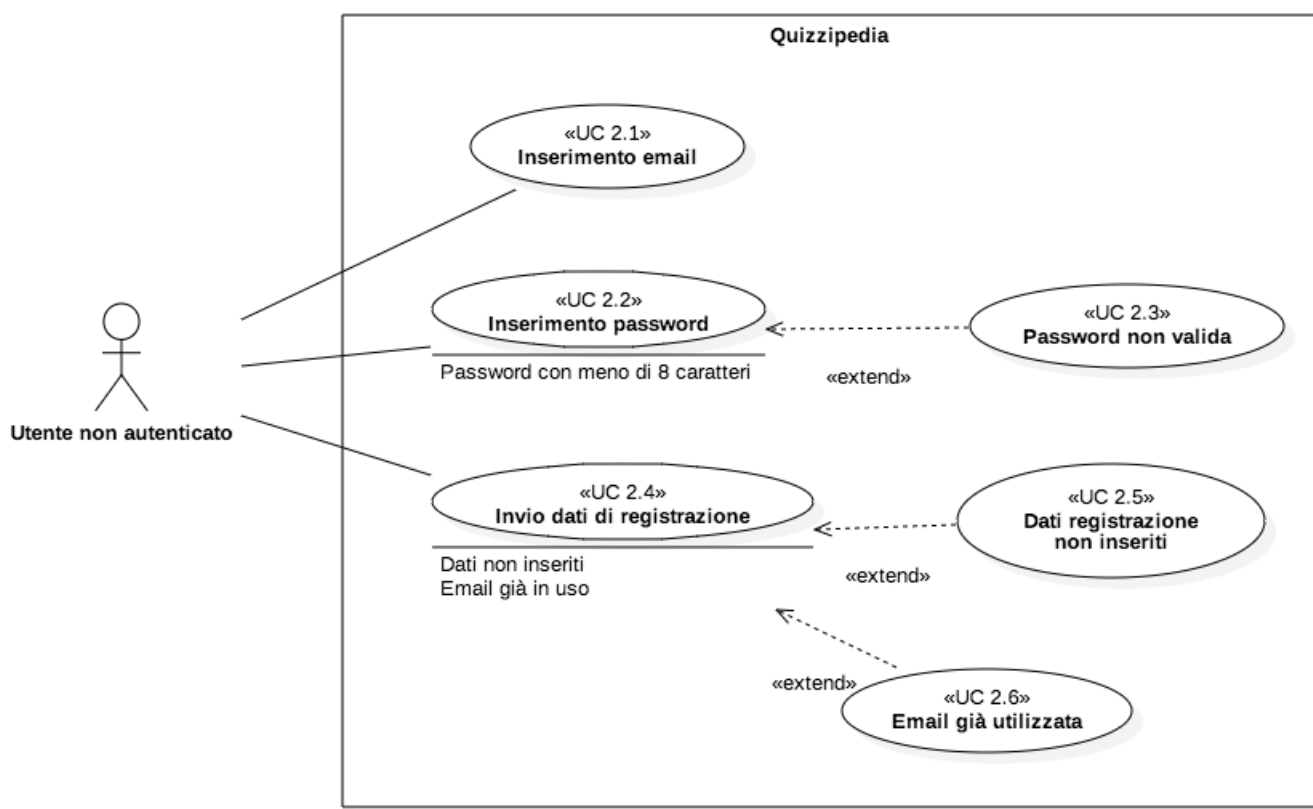 Quizzipedia
«UC 2.1»
Inserimento email
«UC 2.2»
Inserimento password
Password con meno di 8 caratteri
«UC 2.3»
Password non valida
«extend»
Utente non autenticato
«UC 2.4»
Invio dati di registrazione
Dati non inseriti
Email già in uso
«UC 2.5»
Dati registrazione
non inseriti
«extend»
«extend»
«UC 2.6»
Email già utilizzata